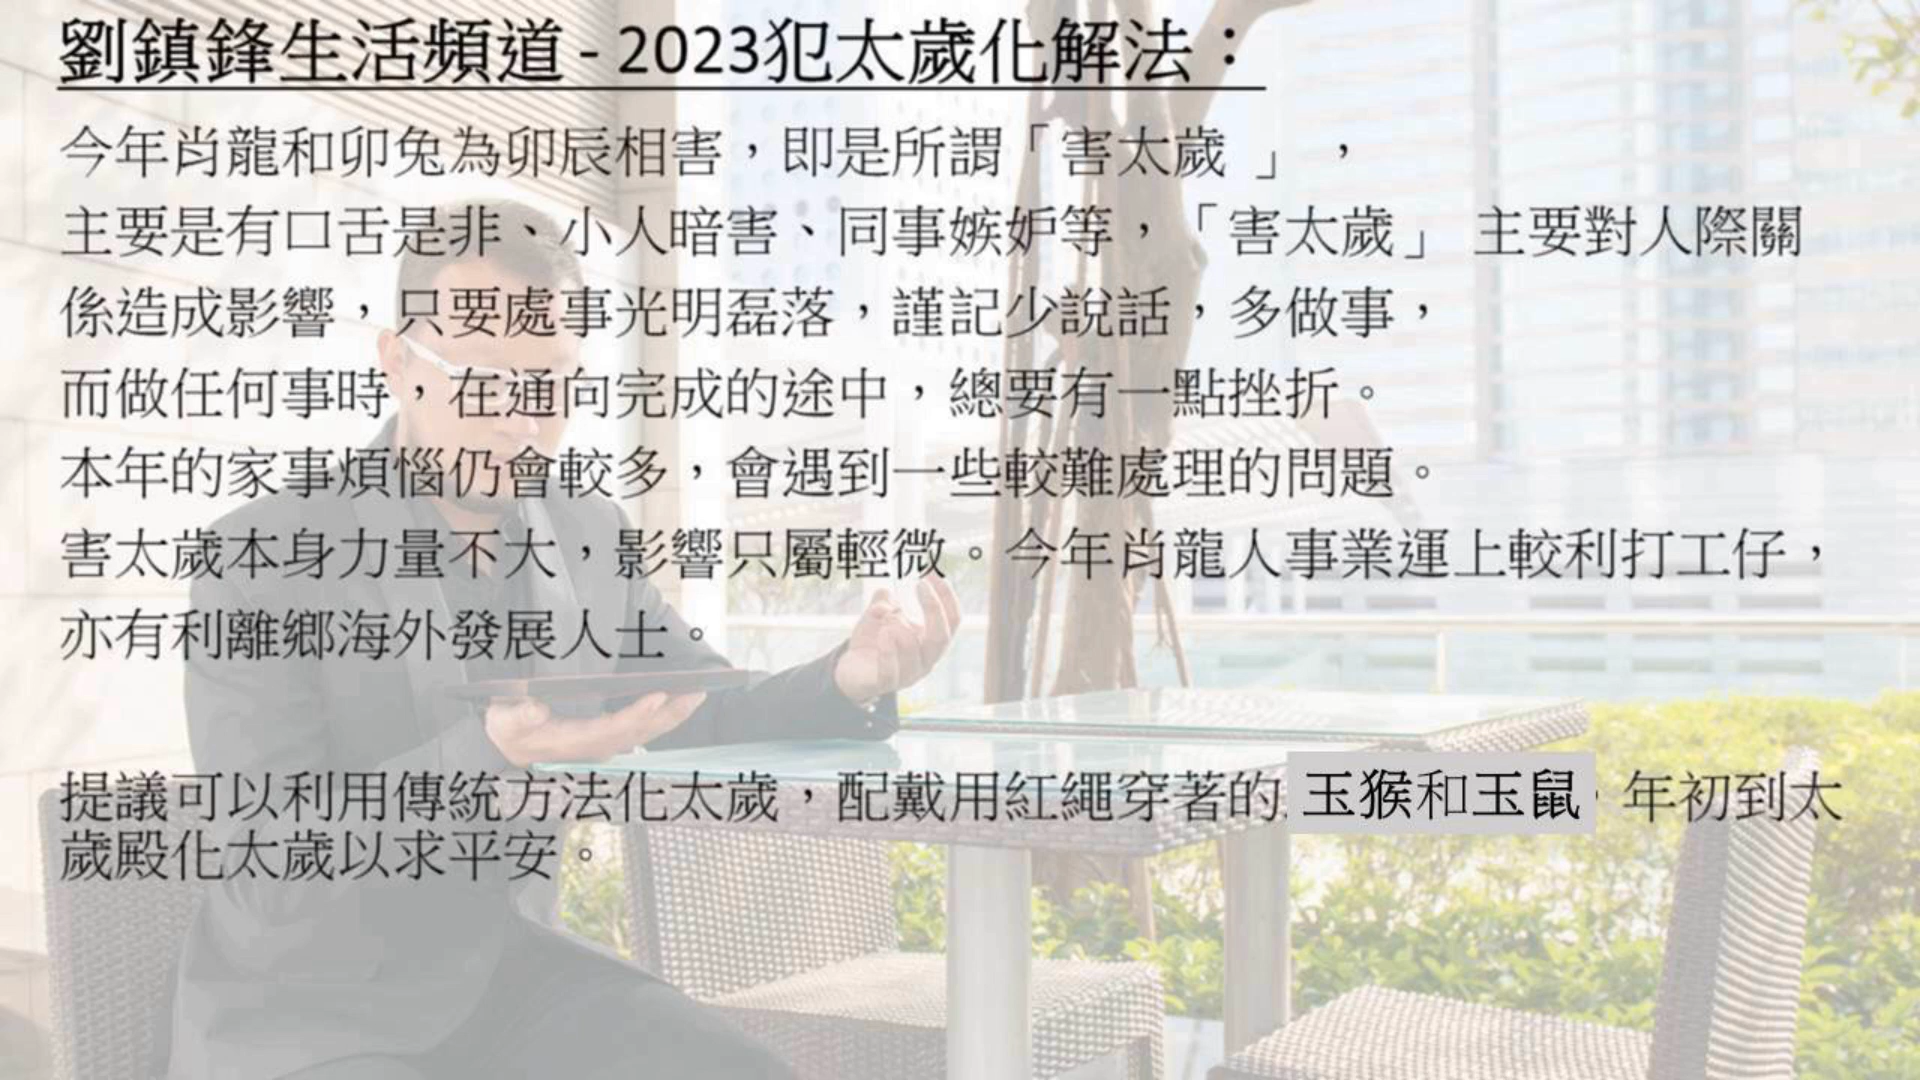 劉鎮鋒生活頻道 - 2023犯太歲化解法：
今年肖龍和卯兔為卯辰相害，即是所謂「害太歲 」，
主要是有口舌是非、小人暗害、同事嫉妒等，「害太歲」 主要對人際關
係造成影響，只要處事光明磊落，謹記少說話，多做事，
而做任何事時，在通向完成的途中，總要有一點挫折。
本年的家事煩惱仍會較多，會遇到一些較難處理的問題。
害太歲本身力量不大，影響只屬輕微。今年肖龍人事業運上較利打工仔，
亦有利離鄉海外發展人士。
提議可以利用傳統方法化太歲，配戴用紅繩穿著的 玉猴和玉鼠，年初到太
歲殿化太歲以求平安。